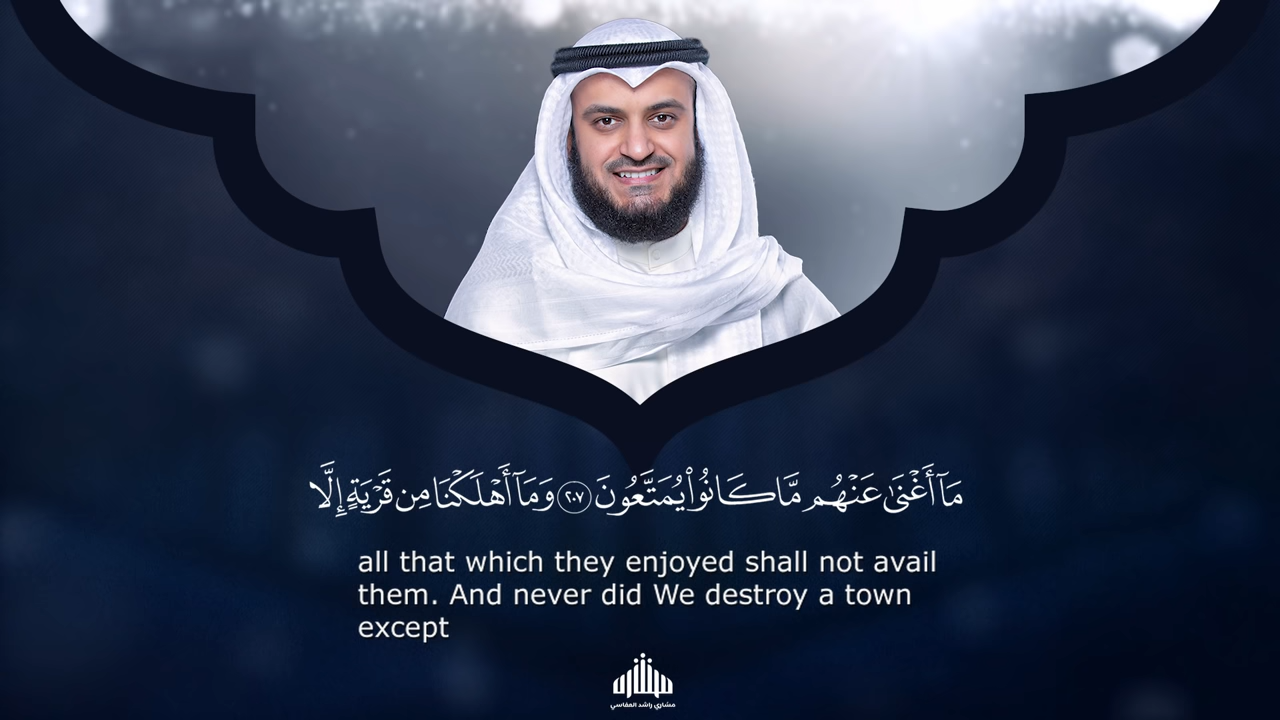 مَآ أَغْنَىٰ عَنْهُم مَّا كَانُوا۟ يُمَتَّعُونَ ﴿٢٠٧﴾ وَمَآ أَهْلَكْنَا مِن قَرْيَةٍ إِلَّا
all that which they enjoyed shall not avail
them. And never did We destroy a town
except
مشاري راشد العفاسي